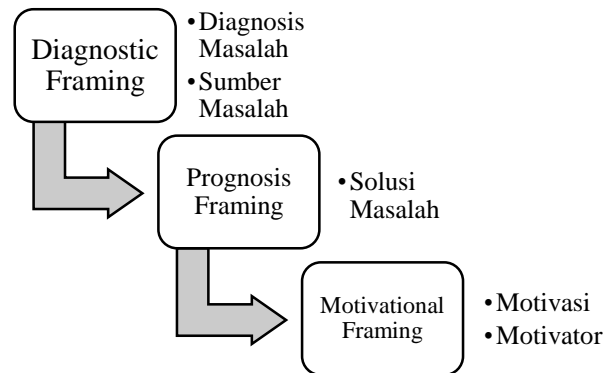 Diagnostic
Framing
•Diagnosis
Masalah
•Sumber
Masalah
Prognosis
Framing
•Solusi
Masalah
Motivational
Framing
•Motivasi
•Motivator